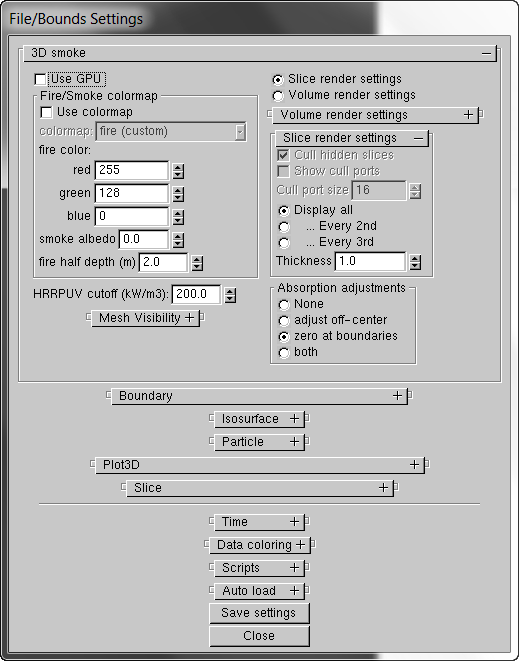 File/Bounds Settings
3D smoke
Use GPU
Fire/Smoke colormap
Use colormap
colormap: fire (custom)
fire color:
red 255
green 128
blue 0
smoke albedo 0.0
fire half depth (m) 2.0
HRRPUV cutoff (kW/m3): 200.0
Mesh Visibility +
Slice render settings
Volume render settings
Volume render settings +
Slice render settings −
Cull hidden slices
Show cull ports
Cull port size 16
Display all
... Every 2nd
... Every 3rd
Thickness 1.0
Absorption adjustments
None
adjust off-center
zero at boundaries
both
Boundary +
Isosurface +
Particle +
Plot3D +
Slice +
Time +
Data coloring +
Scripts +
Auto load +
Save settings
Close